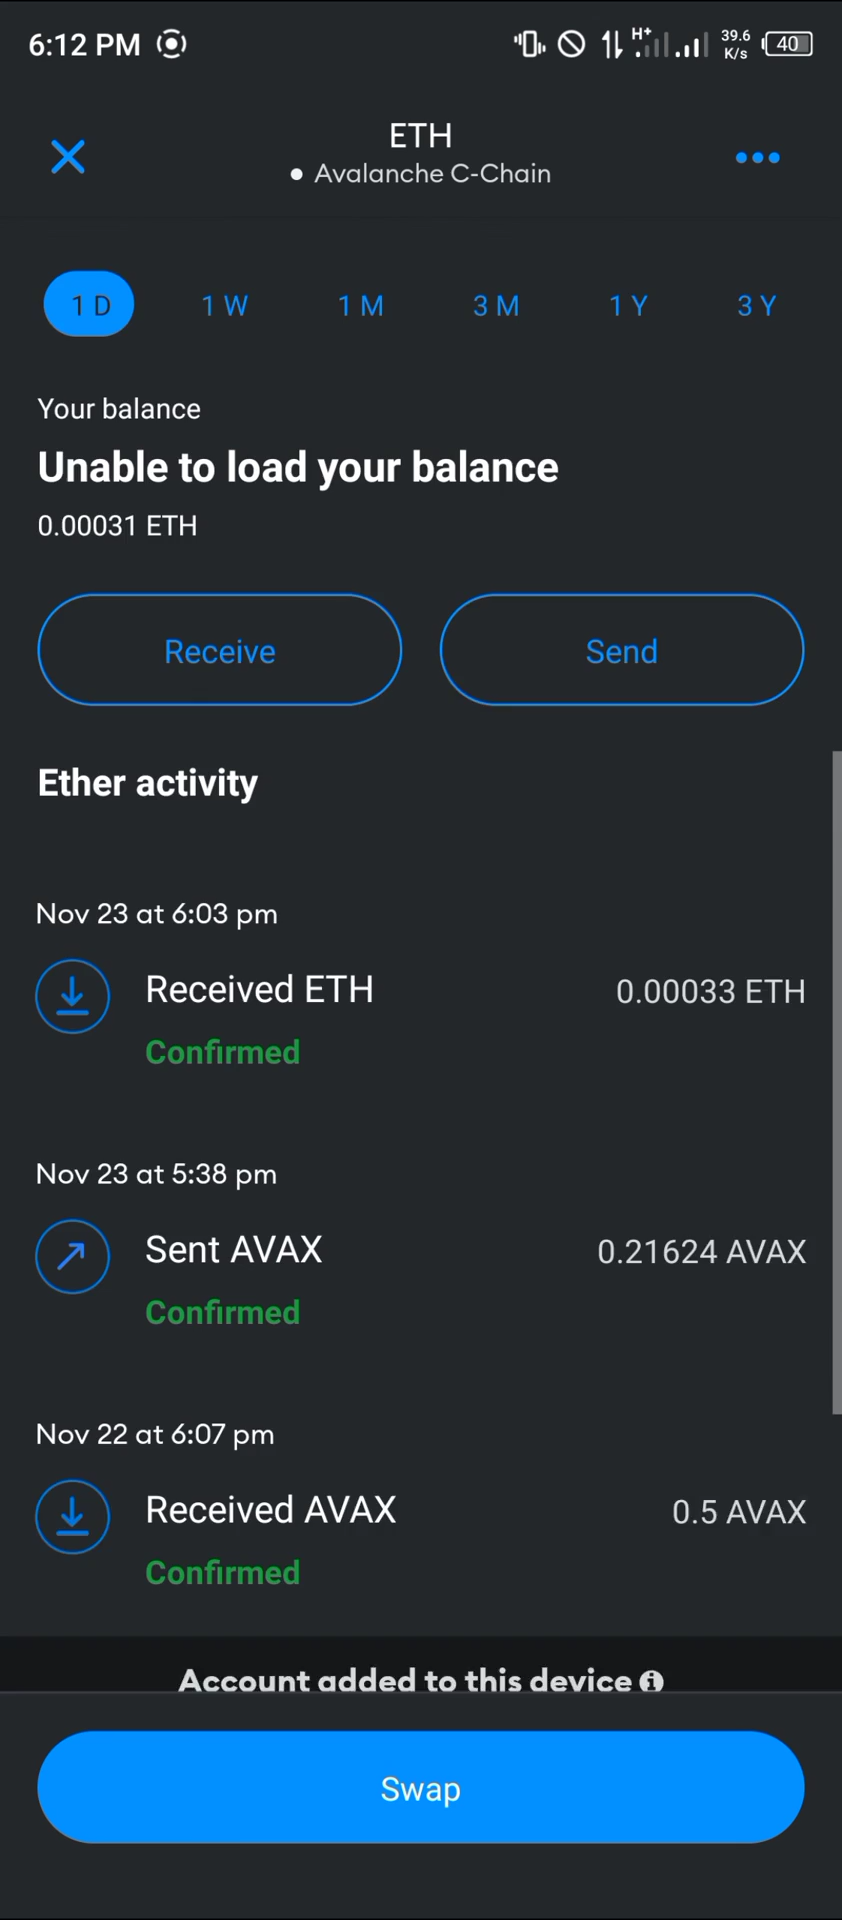 6:12 PM
H+
39.6
K/s
40
ETH
Avalanche C-Chain
1 D 1 W 1 M 3 M 1 Y 3 Y
Your balance
Unable to load your balance
0.00031 ETH
Receive Send
Ether activity
Nov 23 at 6:03 pm
Received ETH 0.00033 ETH
Confirmed
Nov 23 at 5:38 pm
Sent AVAX 0.21624 AVAX
Confirmed
Nov 22 at 6:07 pm
Received AVAX 0.5 AVAX
Confirmed
Account added to this device
Swap